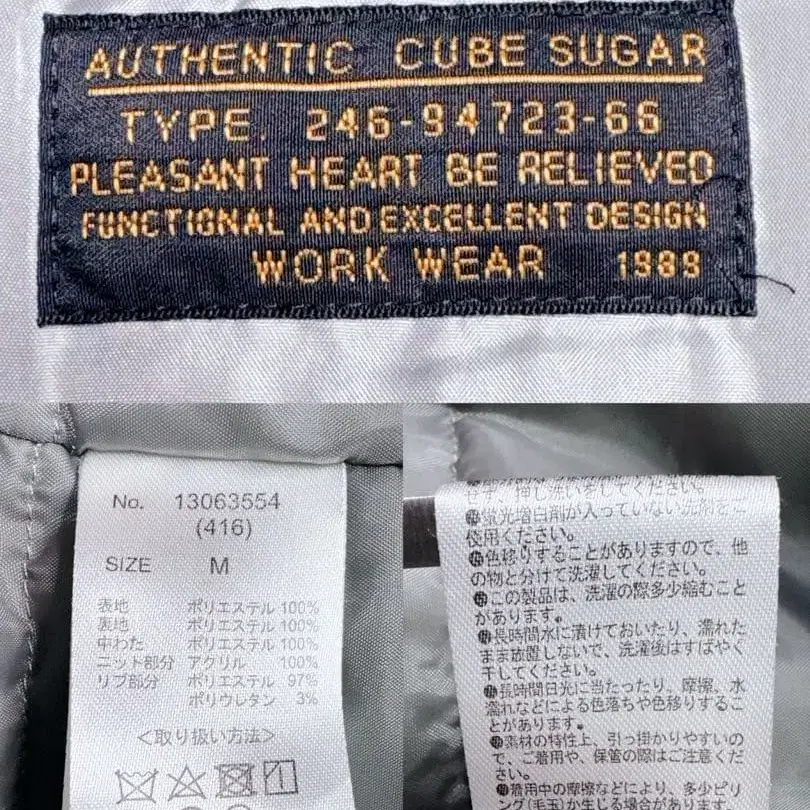 AUTHENTIC CUBE SUGAR
TYPE. 246-94723-66
PLEASANT HEART BE RELIEVED
FUNCTIONAL AND EXCELLENT DESIGN
WORK WEAR 1989
No. 13063554
(416)
SIZE M
表地 ポリエステル 100%
裏地 ポリエステル 100%
中わた ポリエステル 100%
ニット部分 アクリル 100%
リブ部分 ポリエステル 97%
ポリウレタン 3%
<取り扱い方法>
せず、押し洗いをしてください。
蛍光増白剤が入っていない洗剤を
使用ください。
色移りすることがありますので、他
の物と分けて洗濯してください。
この製品は、洗濯の際多少縮むこと
があります。
長時間水に漬けておいたり、濡れた
まま放置しないで、洗濯後はすばやく
干してください。
長時間日光に当たったり、摩擦、水
濡れなどによる色落ちや色移りするこ
とがあります。
素材の特性上、引っ掛かりやすいの
で、ご着用や、保管の際はご注意くだ
さい。
着用中の摩擦などにより、多少ピリ
ング(毛玉)が生じる場合があります